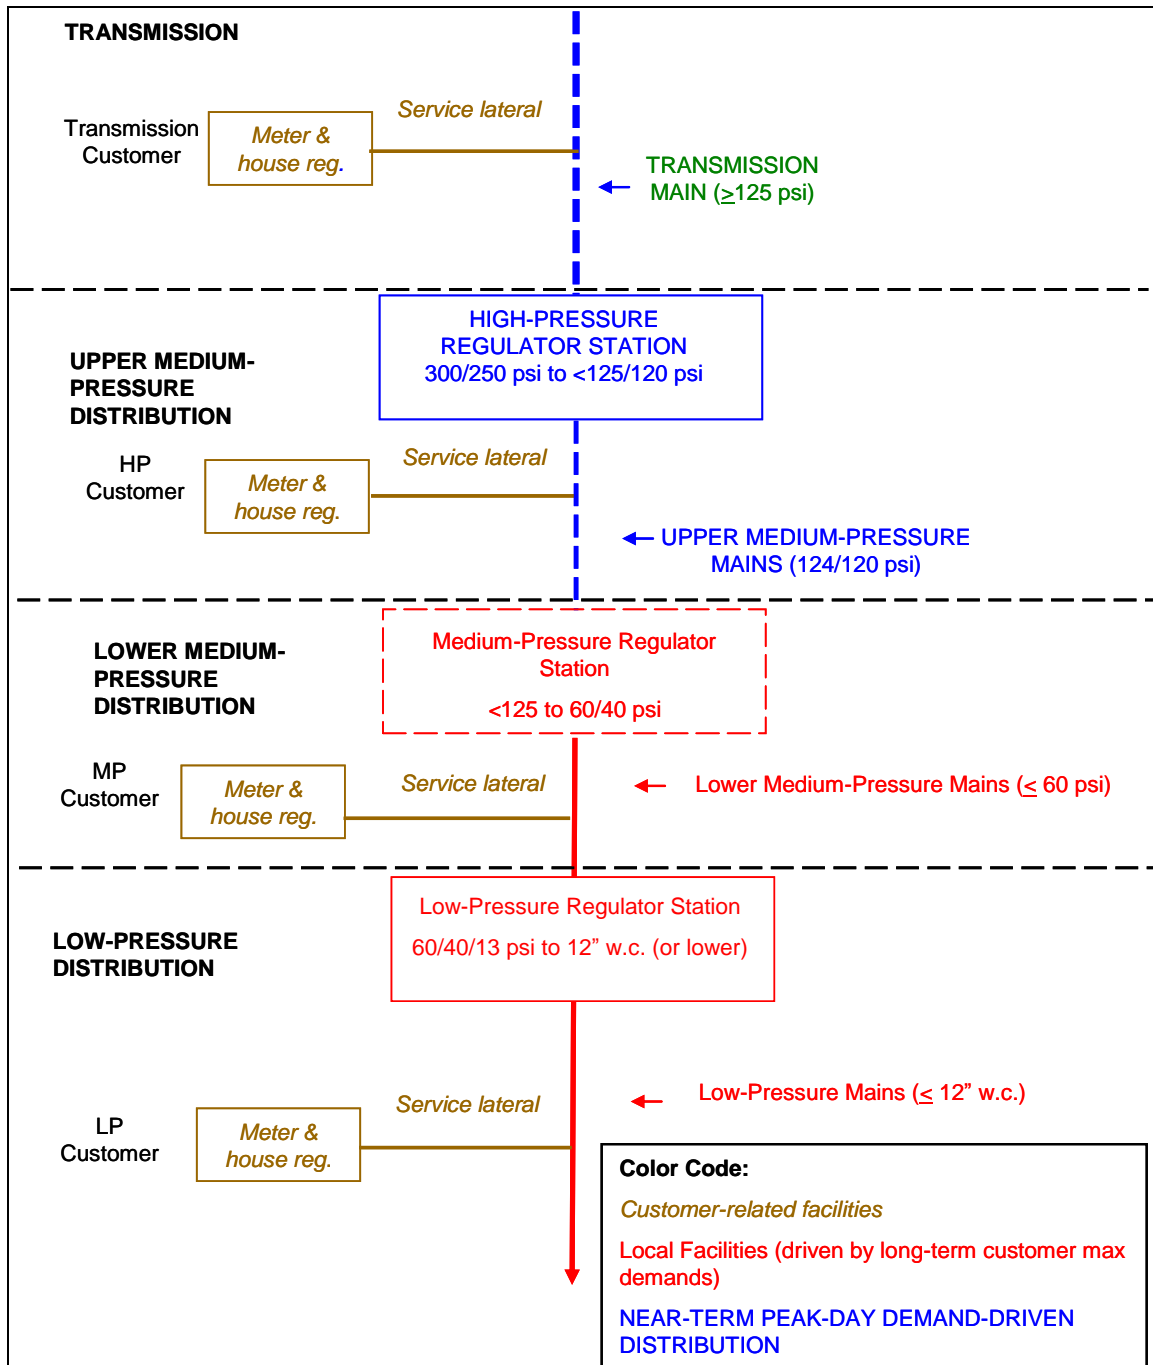 TRANSMISSION
Service lateral
Transmission
Customer
Meter &
house reg.
TRANSMISSION
MAIN (≥125 psi)
HIGH-PRESSURE
REGULATOR STATION
300/250 psi to <125/120 psi
UPPER MEDIUM-
PRESSURE
DISTRIBUTION
Service lateral
HP
Customer
Meter &
house reg.
UPPER MEDIUM-PRESSURE
MAINS (124/120 psi)
Medium-Pressure Regulator
Station
<125 to 60/40 psi
LOWER MEDIUM-
PRESSURE
DISTRIBUTION
MP
Customer
Meter &
house reg.
Service lateral
Lower Medium-Pressure Mains (≤ 60 psi)
Low-Pressure Regulator Station
60/40/13 psi to 12” w.c. (or lower)
LOW-PRESSURE
DISTRIBUTION
Low-Pressure Mains (≤ 12” w.c.)
Service lateral
LP
Customer
Meter &
house reg.
Color Code:
Customer-related facilities
Local Facilities (driven by long-term customer max
demands)
NEAR-TERM PEAK-DAY DEMAND-DRIVEN
DISTRIBUTION